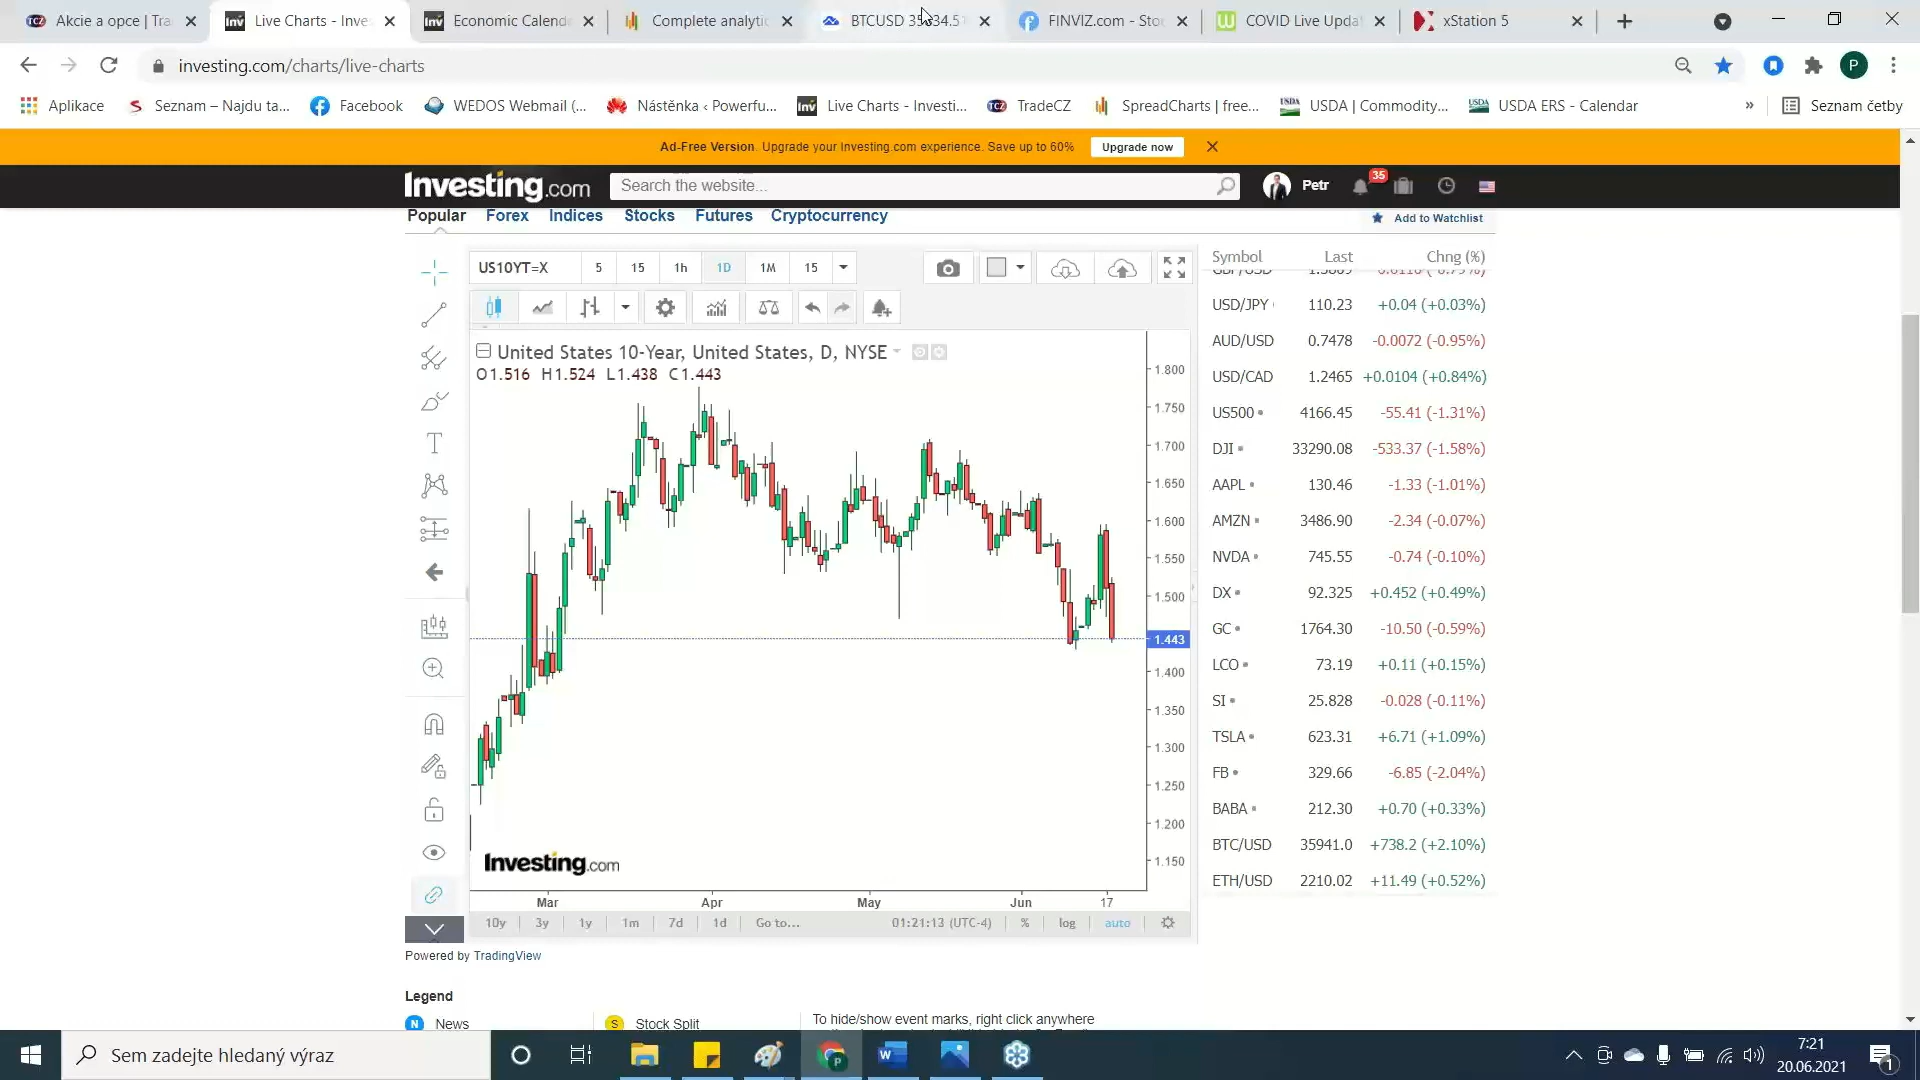 Akcie a opce | Tra
Live Charts - Inves
Economic Calend
Complete analytic
BTCUSD 35
34.5
FINVIZ.com - Sto
COVID Live Upda
xStation 5
investing.com/charts/live-charts
P
Aplikace
Seznam – Najdu ta...
Facebook
WEDOS Webmail (...
Nástěnka ‹ Powerfu...
Live Charts - Investi...
TradeCZ
SpreadCharts | free...
USDA | Commodity...
USDA ERS - Calendar
»
Seznam četby
Ad-Free Version. Upgrade your Investing.com experience. Save up to 60%
Upgrade now
Investing.com
Search the website...
Petr
35
Popular Forex Indices Stocks Futures Cryptocurrency
Add to Watchlist
US10YT=X 5 15 1h 1D 1M 15
United States 10-Year, United States, D, NYSE
O1.516 H1.524 L1.438 C1.443
1.800
1.750
1.700
1.650
1.600
1.550
1.500
1.443
1.400
1.350
1.300
1.250
1.200
1.150
Investing.com
Mar Apr May Jun 17
10y 3y 1y 1m 7d 1d Go to... 01:21:13 (UTC-4) % log auto
Powered by TradingView
Symbol Last Chng (%)
USD/JPY 110.23 +0.04 (+0.03%)
AUD/USD 0.7478 -0.0072 (-0.95%)
USD/CAD 1.2465 +0.0104 (+0.84%)
US500 4166.45 -55.41 (-1.31%)
DJI 33290.08 -533.37 (-1.58%)
AAPL 130.46 -1.33 (-1.01%)
AMZN 3486.90 -2.34 (-0.07%)
NVDA 745.55 -0.74 (-0.10%)
DX 92.325 +0.452 (+0.49%)
GC 1764.30 -10.50 (-0.59%)
LCO 73.19 +0.11 (+0.15%)
SI 25.828 -0.028 (-0.11%)
TSLA 623.31 +6.71 (+1.09%)
FB 329.66 -6.85 (-2.04%)
BABA 212.30 +0.70 (+0.33%)
BTC/USD 35941.0 +738.2 (+2.10%)
ETH/USD 2210.02 +11.49 (+0.52%)
Legend
N News
S Stock Split
To hide/show event marks, right click anywhere
Sem zadejte hledaný výraz
7:21
20.06.2021
1